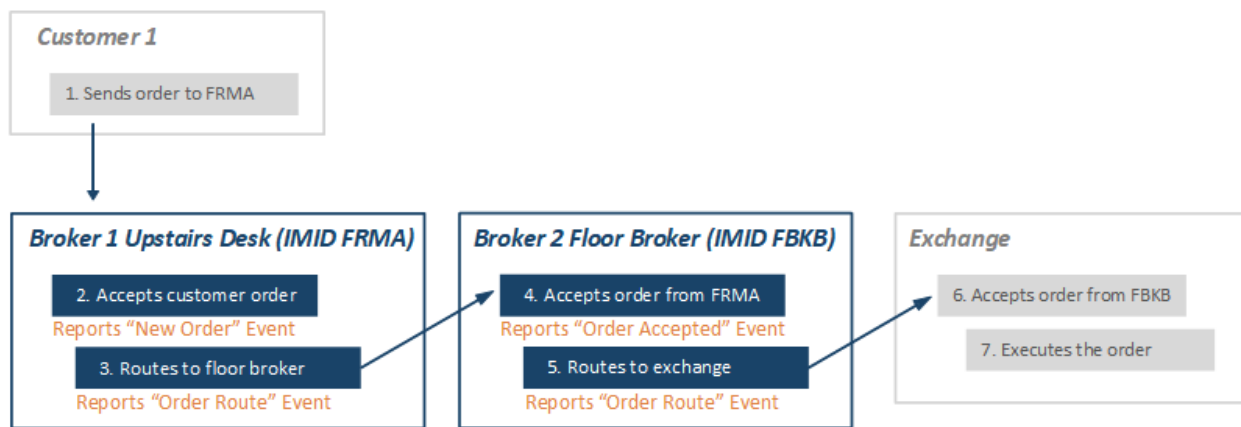 Customer 1
1. Sends order to FRMA
Broker 1 Upstairs Desk (IMID FRMA)
2. Accepts customer order
Reports “New Order” Event
3. Routes to floor broker
Reports “Order Route” Event
Broker 2 Floor Broker (IMID FBKB)
4. Accepts order from FRMA
Reports “Order Accepted” Event
5. Routes to exchange
Reports “Order Route” Event
Exchange
6. Accepts order from FBKB
7. Executes the order